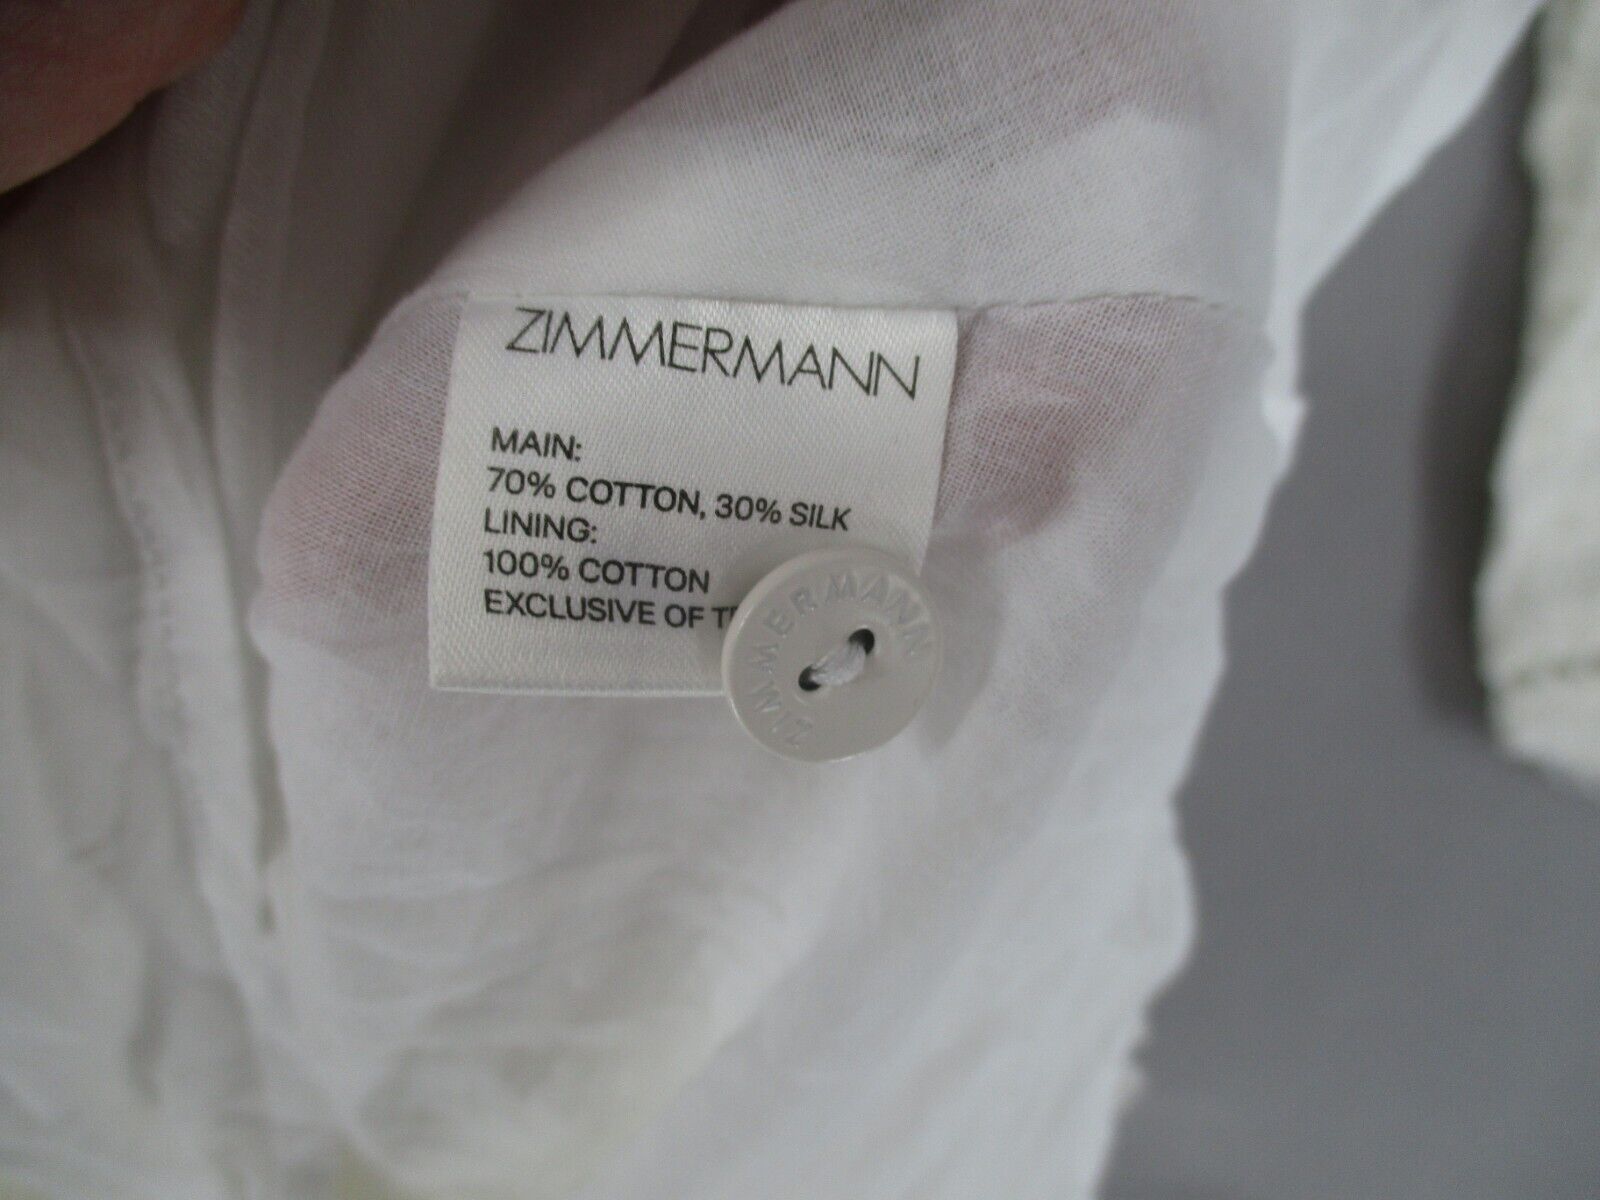 ZIMMERMANN
MAIN:
70% COTTON, 30% SILK
LINING:
100% COTTON
EXCLUSIVE OF
ZIMMERMANN